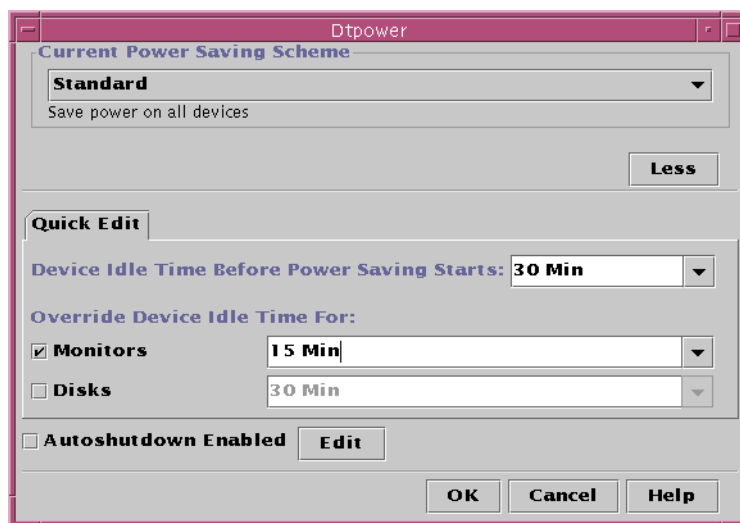 Dtpower
Current Power Saving Scheme
Standard
Save power on all devices
Less
Quick Edit
Device Idle Time Before Power Saving Starts: 30 Min
Override Device Idle Time For:
Monitors 15 Min
Disks 30 Min
Autoshutdown Enabled Edit
OK Cancel Help